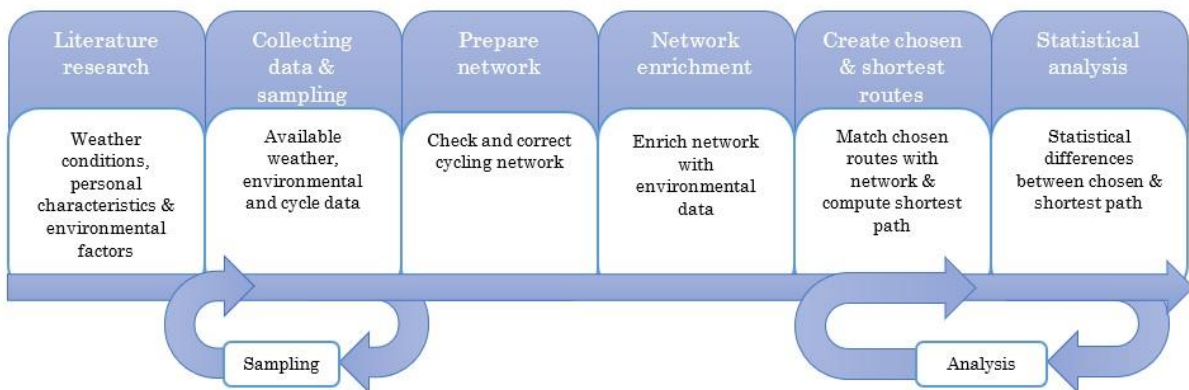 Literature
research
Collecting
data &
sampling
Prepare
network
Network
enrichment
Create chosen
& shortest
routes
Statistical
analysis
Weather
conditions,
personal
characteristics &
environmental
factors
Available
weather,
environmental
and cycle data
Check and correct
cycling network
Enrich network
with
environmental
data
Match chosen
routes with
network &
compute shortest
path
Statistical
differences
between chosen &
shortest path
Sampling
Analysis